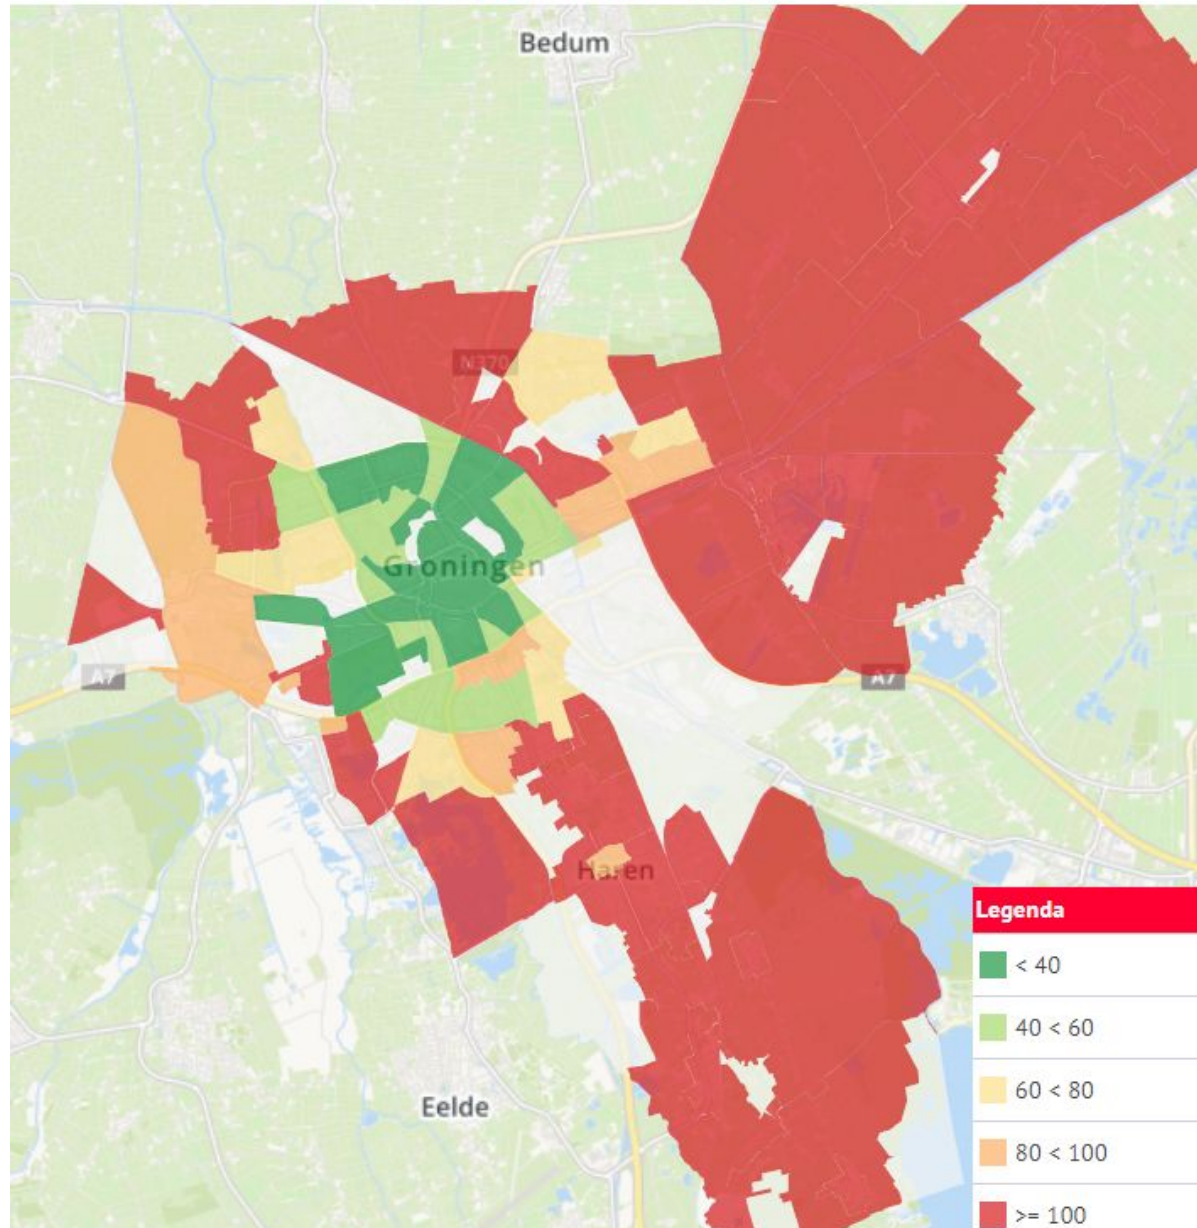 Bedum
N370
Groningen
A7
A7
Haren
Eelde
Legenda
< 40
40 < 60
60 < 80
80 < 100
>= 100